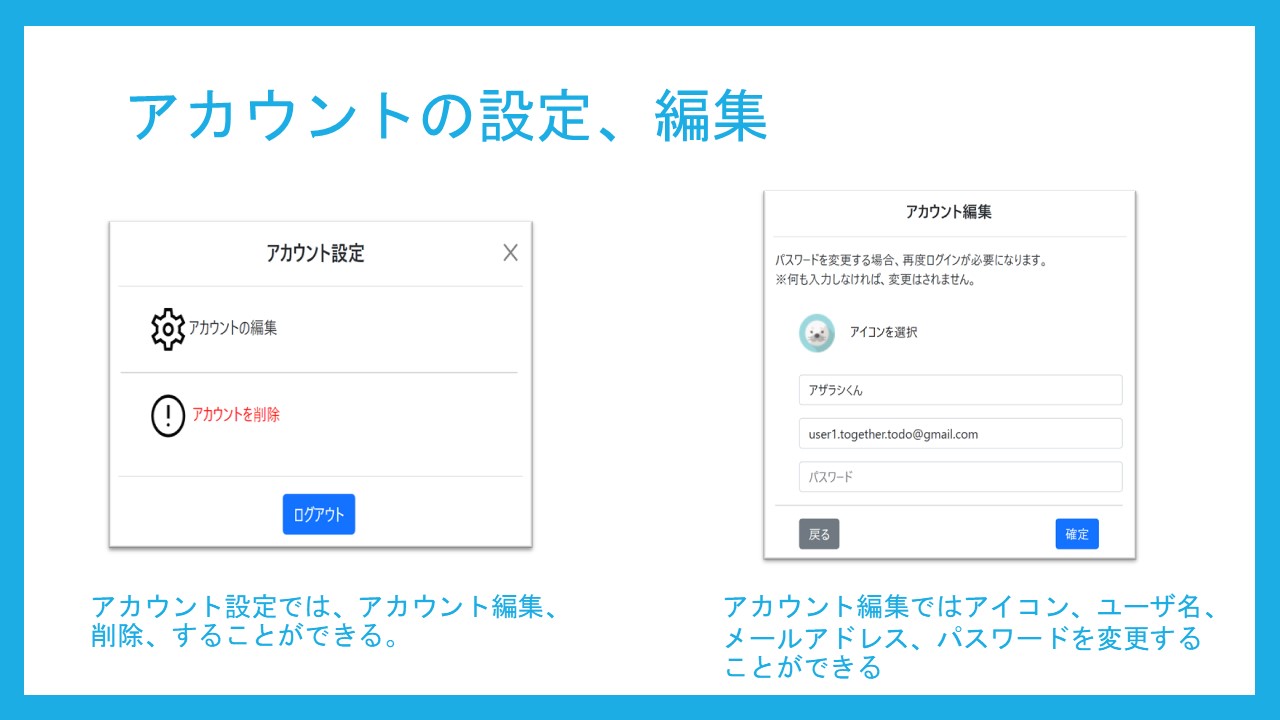 アカウントの設定、編集
アカウント設定
X
アカウントの編集
アカウントを削除
ログアウト
アカウント設定では、アカウント編集、
削除、することができる。
アカウント編集
パスワードを変更する場合、再度ログインが必要になります。
※何も入力しなければ、変更はされません。
アイコンを選択
アザラシくん
user1.together.todo@gmail.com
パスワード
戻る
確定
アカウント編集ではアイコン、ユーザ名、
メールアドレス、パスワードを変更する
ことができる